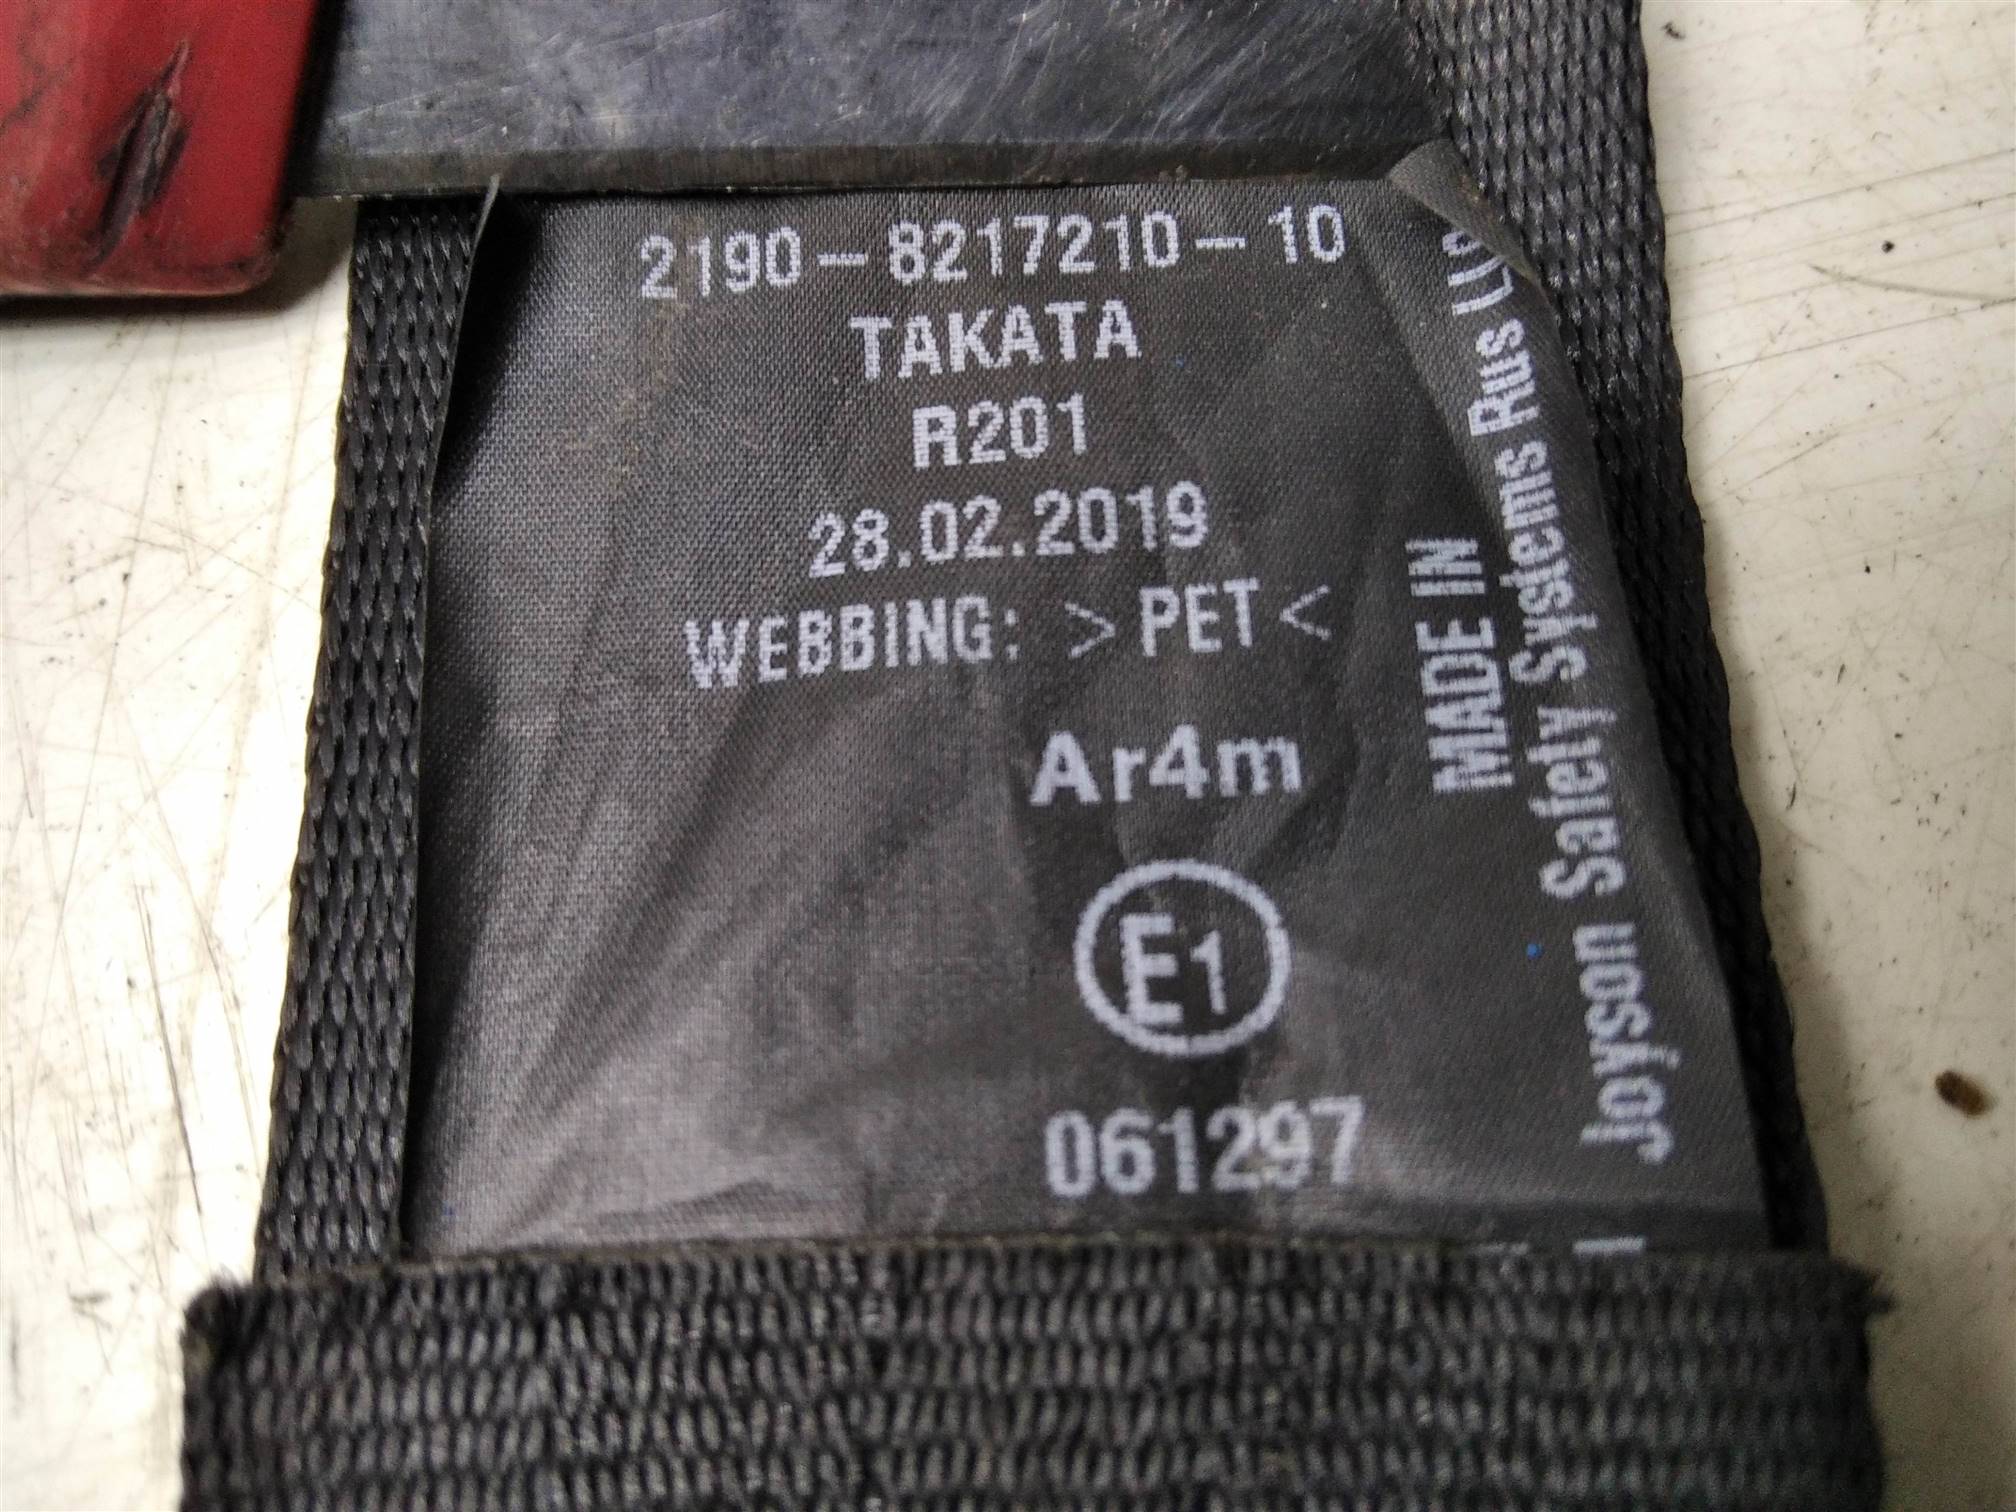 2190-8217210-10
TAKATA
R201
28.02.2019
WEBBING: >PET<
Ar4m
E1
061297
MADE IN
Joyson Safety Systems Rus LLC